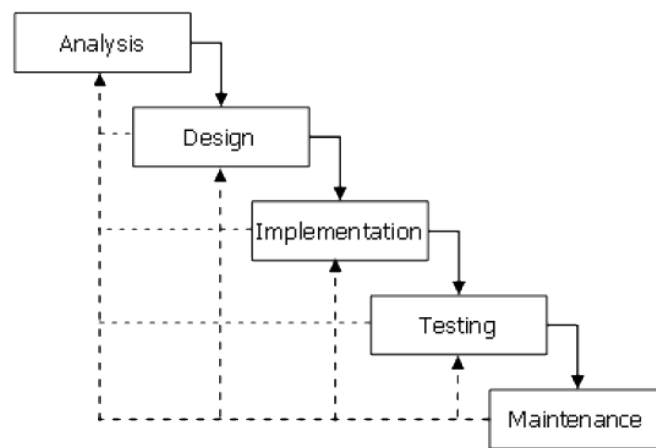 Analysis
Design
Implementation
Testing
Maintenance